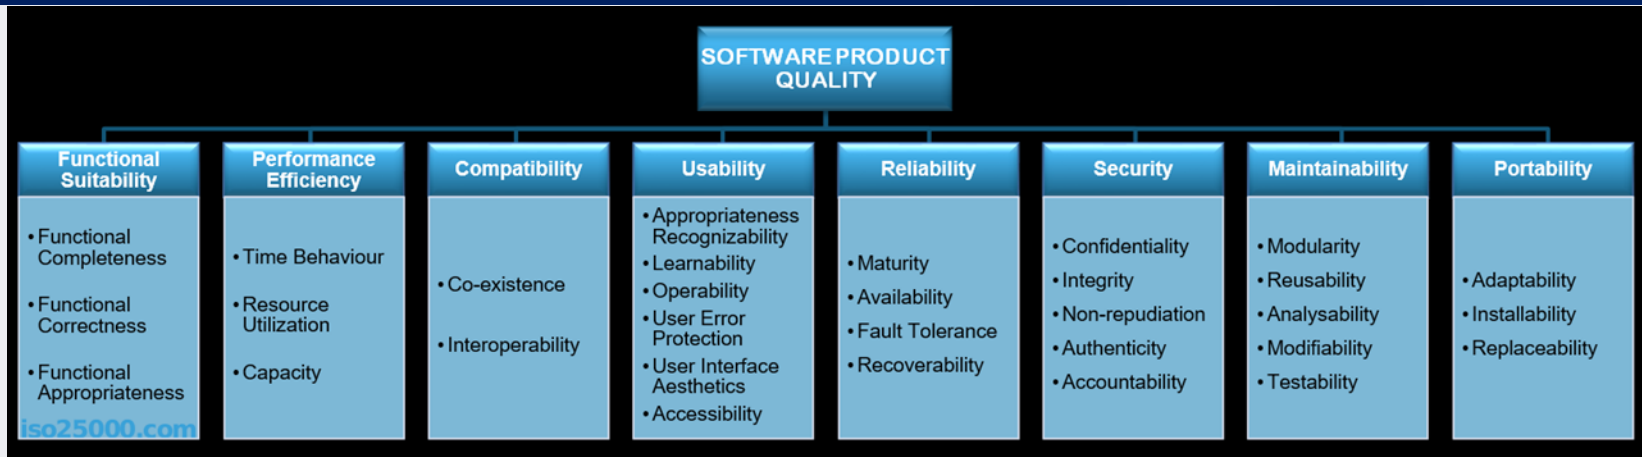 SOFTWARE PRODUCT
QUALITY
Functional
Suitability
• Functional
Completeness
• Functional
Correctness
• Functional
Appropriateness
iso25000.com
Performance
Efficiency
• Time Behaviour
• Resource
Utilization
• Capacity
Compatibility
• Co-existence
• Interoperability
Usability
• Appropriateness
Recognizability
• Learnability
• Operability
• User Error
Protection
• User Interface
Aesthetics
• Accessibility
Reliability
• Maturity
• Availability
• Fault Tolerance
• Recoverability
Security
• Confidentiality
• Integrity
• Non-repudiation
• Authenticity
• Accountability
Maintainability
• Modularity
• Reusability
• Analysability
• Modifiability
• Testability
Portability
• Adaptability
• Installability
• Replaceability